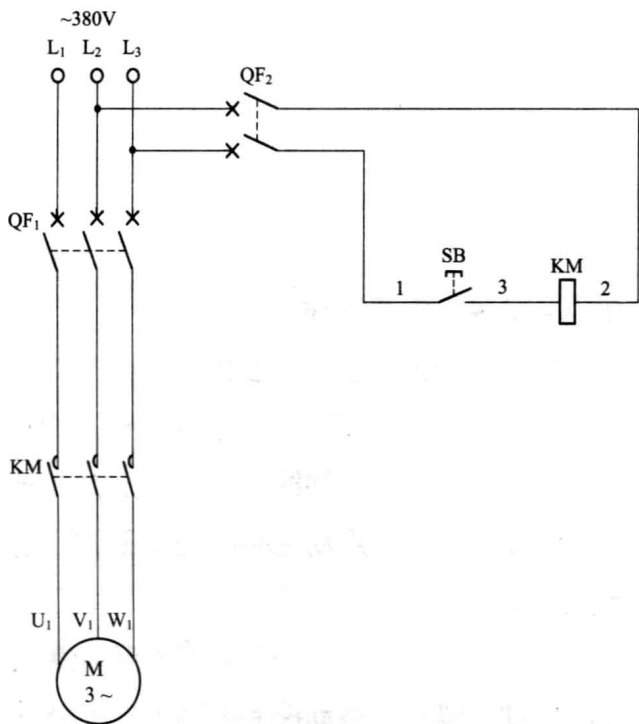 ~380V
L₁ L₂ L₃
QF₂
QF₁
SB KM
1 3 2
KM
U₁ V₁ W₁
M
3 ~